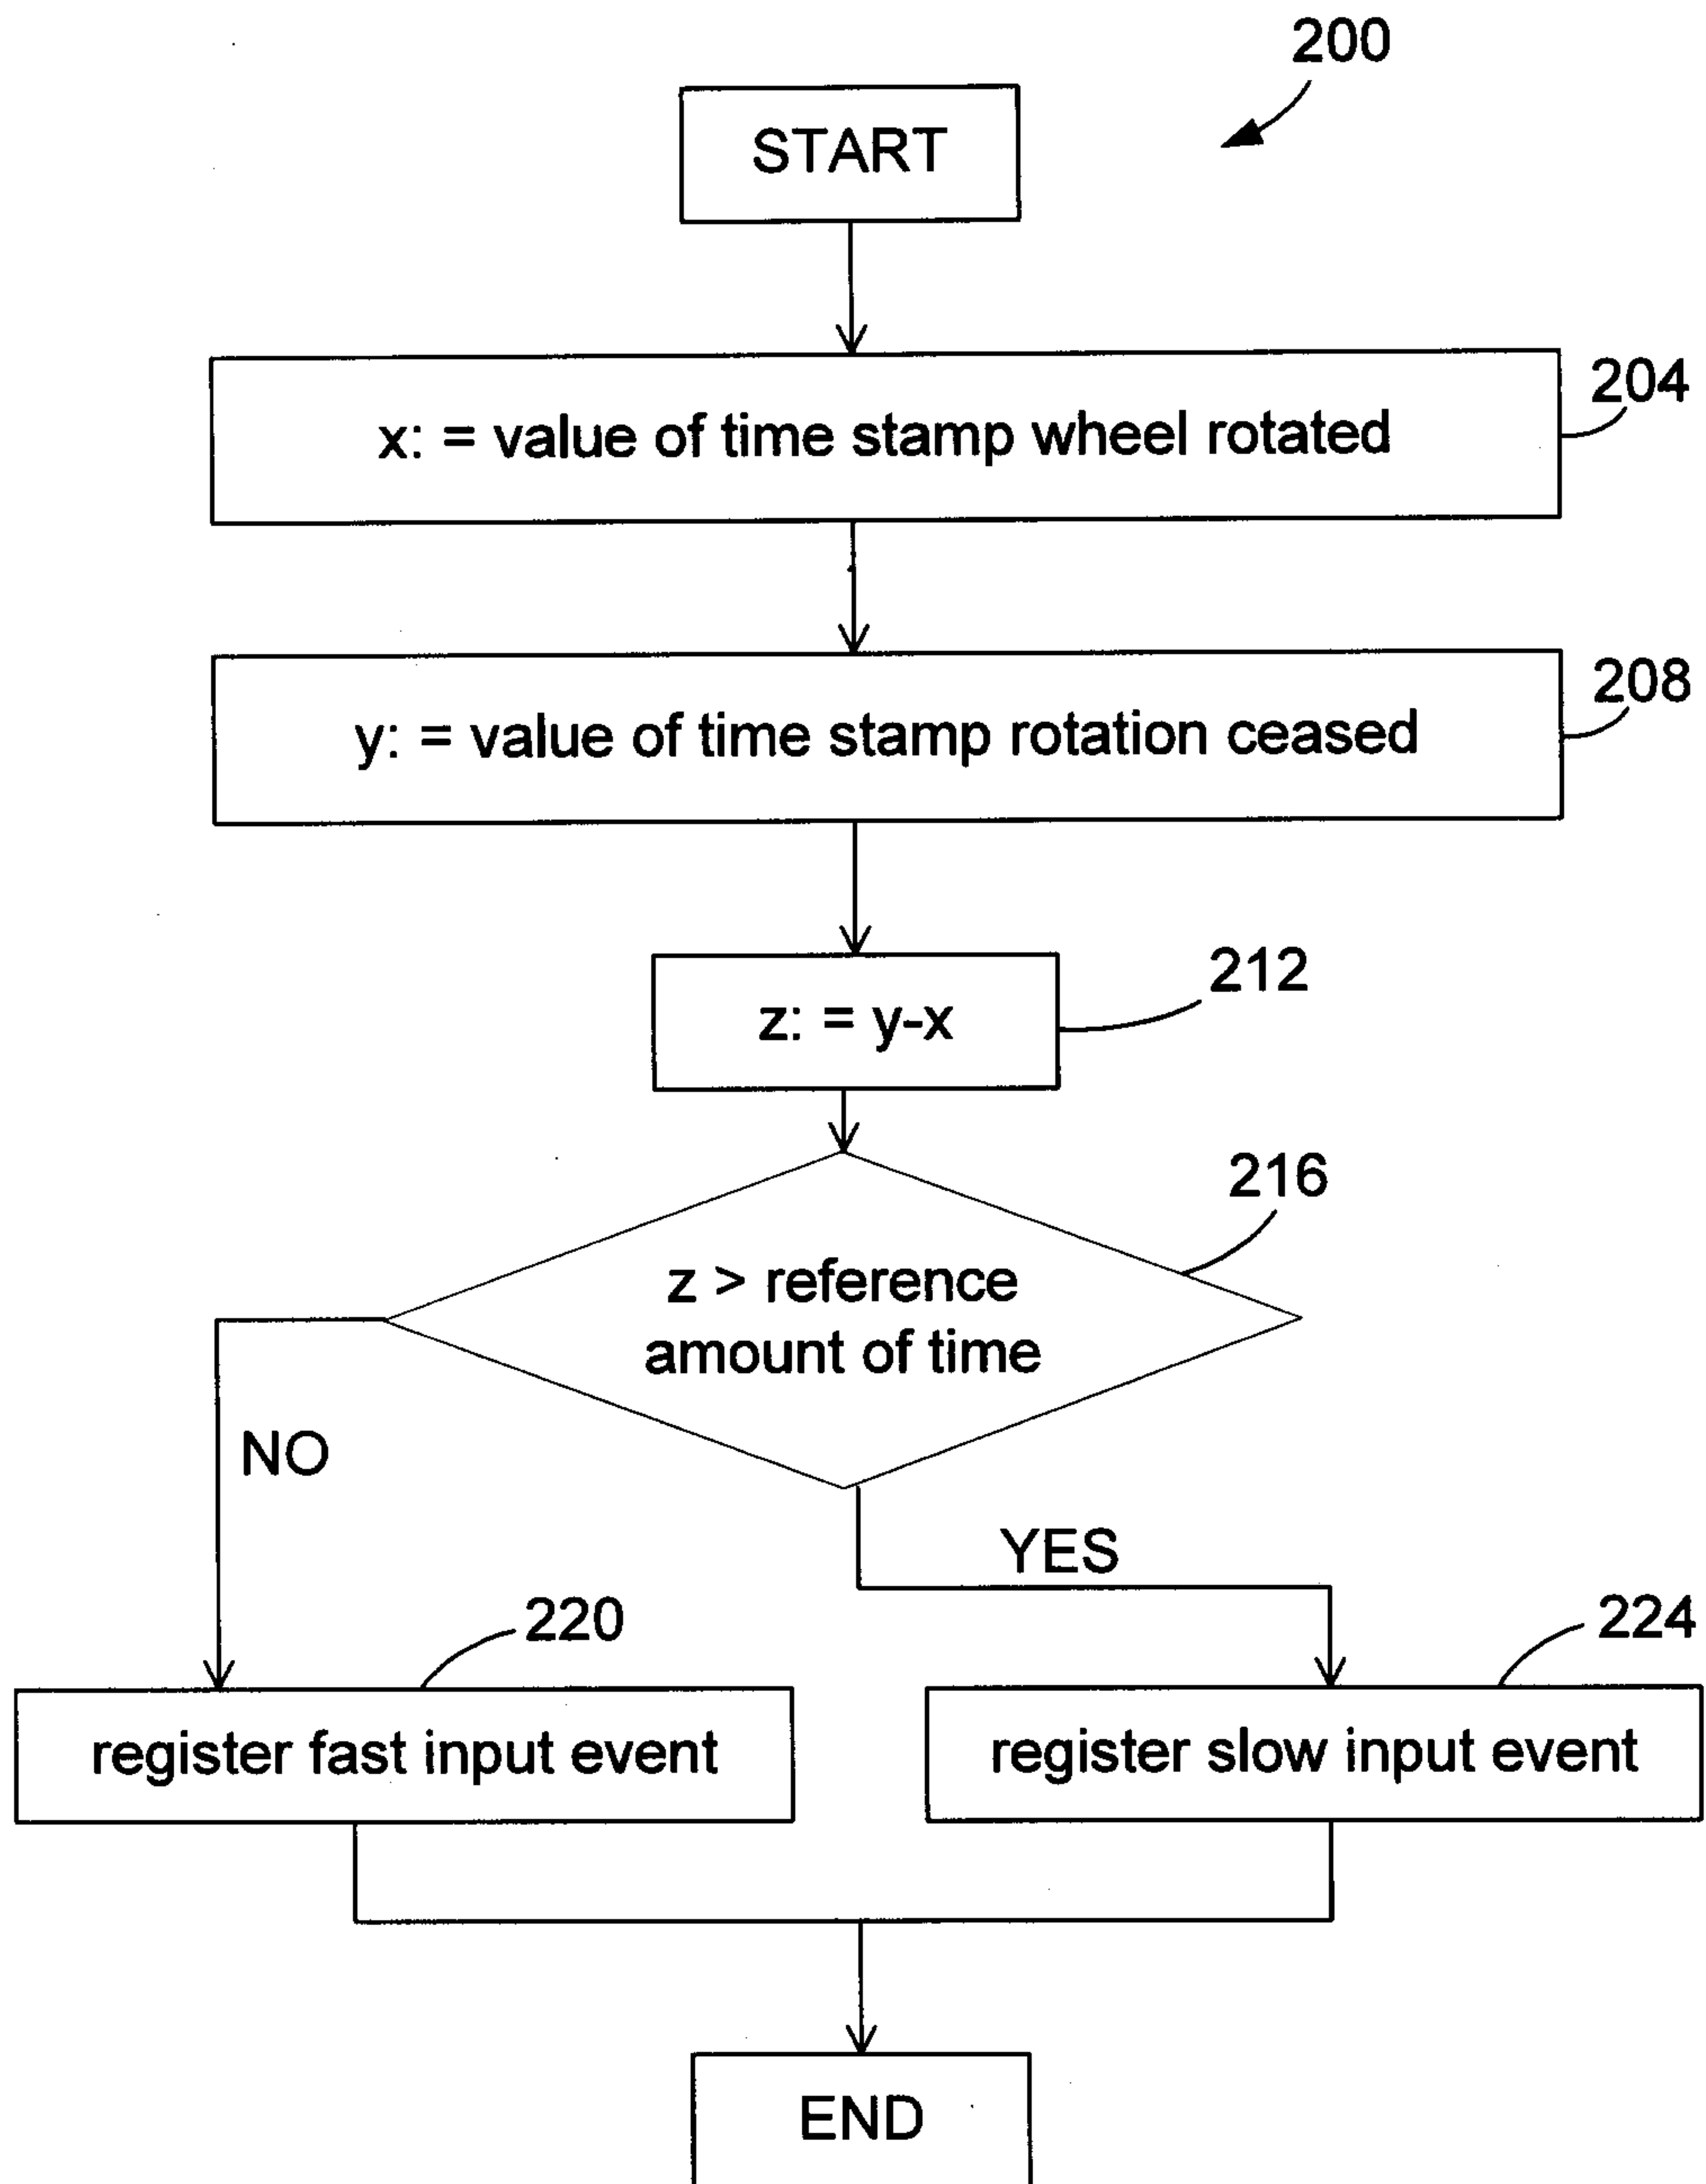 200
START
x: = value of time stamp wheel rotated
204
y: = value of time stamp rotation ceased
208
z: = y-x
212
216
z > reference
amount of time
NO
YES
220
224
register fast input event
register slow input event
END